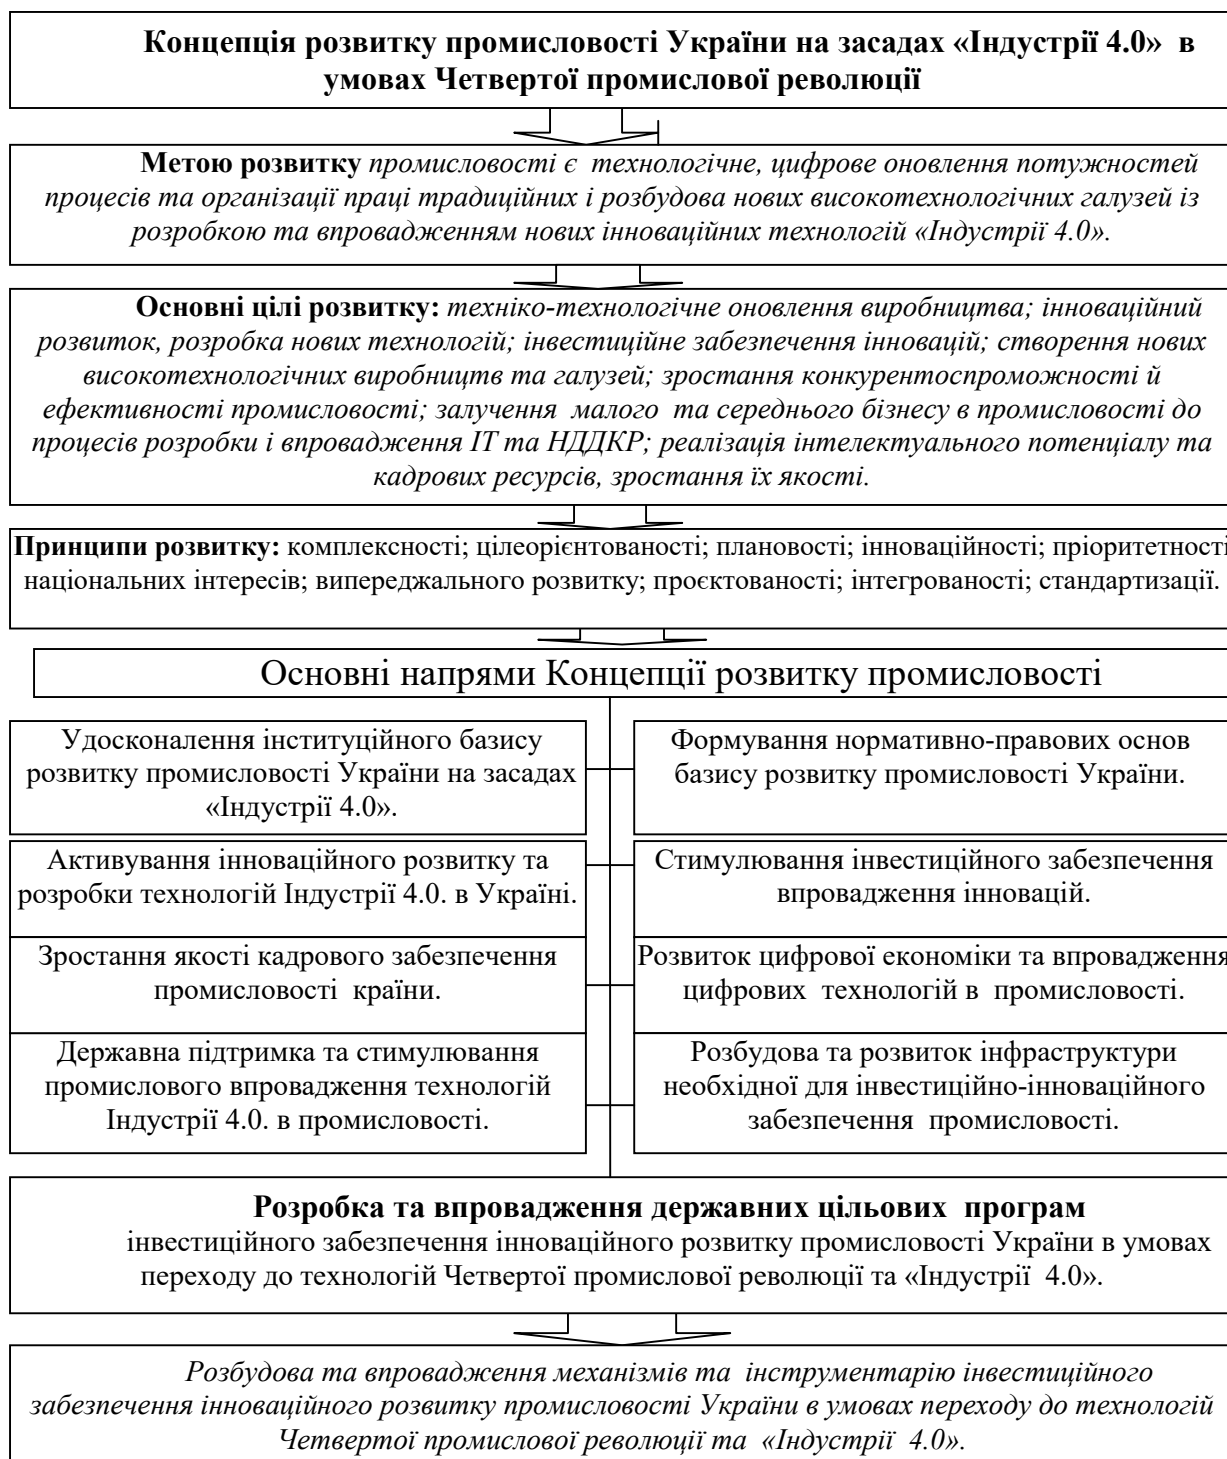 Концепція розвитку промисловості України на засадах «Індустрії 4.0» в
умовах Четвертої промислової революції
Метою розвитку промисловості є технологічне, цифрове оновлення потужностей
процесів та організації праці традиційних і розбудова нових високотехнологічних галузей із
розробкою та впровадженням нових інноваційних технологій «Індустрії 4.0».
Основні цілі розвитку: техніко-технологічне оновлення виробництва; інноваційний
розвиток, розробка нових технологій; інвестиційне забезпечення інновацій; створення нових
високотехнологічних виробництв та галузей; зростання конкурентоспроможності й
ефективності промисловості; залучення малого та середнього бізнесу в промисловості до
процесів розробки і впровадження ІТ та НДДКР; реалізація інтелектуального потенціалу та
кадрових ресурсів, зростання їх якості.
Принципи розвитку: комплексності; цілеорієнтованості; плановості; інноваційності; пріоритетності
національних інтересів; випереджального розвитку; проєктованості; інтегрованості; стандартизації.
Основні напрями Концепції розвитку промисловості
Удосконалення інституційного базису
розвитку промисловості України на засадах
«Індустрії 4.0».
Формування нормативно-правових основ
базису розвитку промисловості України.
Активування інноваційного розвитку та
розробки технологій Індустрії 4.0. в Україні.
Стимулювання інвестиційного забезпечення
впровадження інновацій.
Зростання якості кадрового забезпечення
промисловості країни.
Розвиток цифрової економіки та впровадження
цифрових технологій в промисловості.
Державна підтримка та стимулювання
промислового впровадження технологій
Індустрії 4.0. в промисловості.
Розбудова та розвиток інфраструктури
необхідної для інвестиційно-інноваційного
забезпечення промисловості.
Розробка та впровадження державних цільових програм
інвестиційного забезпечення інноваційного розвитку промисловості України в умовах
переходу до технологій Четвертої промислової революції та «Індустрії 4.0».
Розбудова та впровадження механізмів та інструментарію інвестиційного
забезпечення інноваційного розвитку промисловості України в умовах переходу до технологій
Четвертої промислової революції та «Індустрії 4.0».